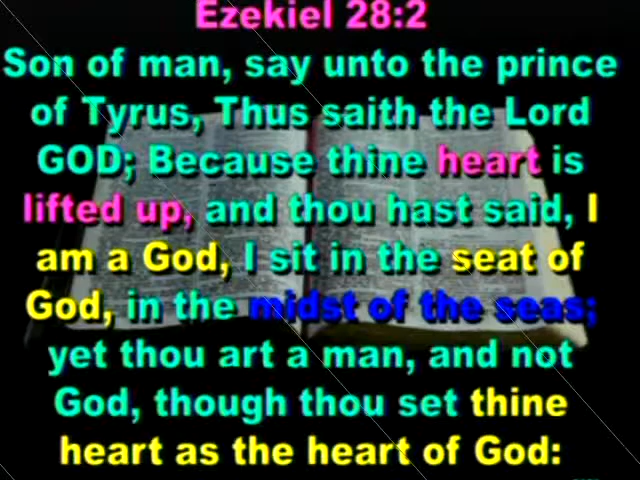 Ezekiel 28:2
Son of man, say unto the prince
of Tyrus, Thus saith the Lord
GOD; Because thine heart is
lifted up, and thou hast said, I
am a God, I sit in the seat of
God, in the midst of the seas;
yet thou art a man, and not
God, though thou set thine
heart as the heart of God: